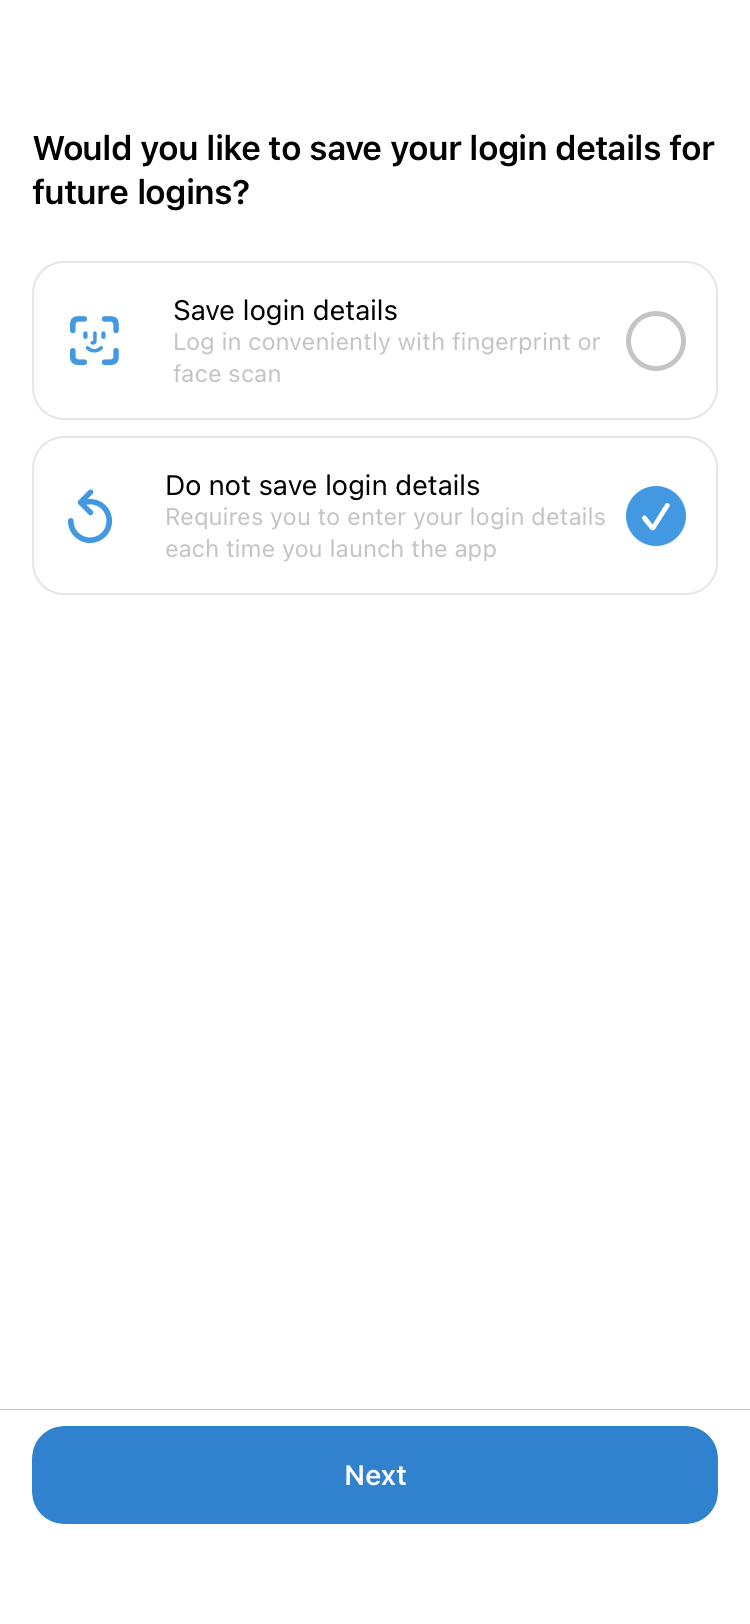 Would you like to save your login details for
future logins?
Save login details
Log in conveniently with fingerprint or
face scan
Do not save login details
Requires you to enter your login details
each time you launch the app
Next